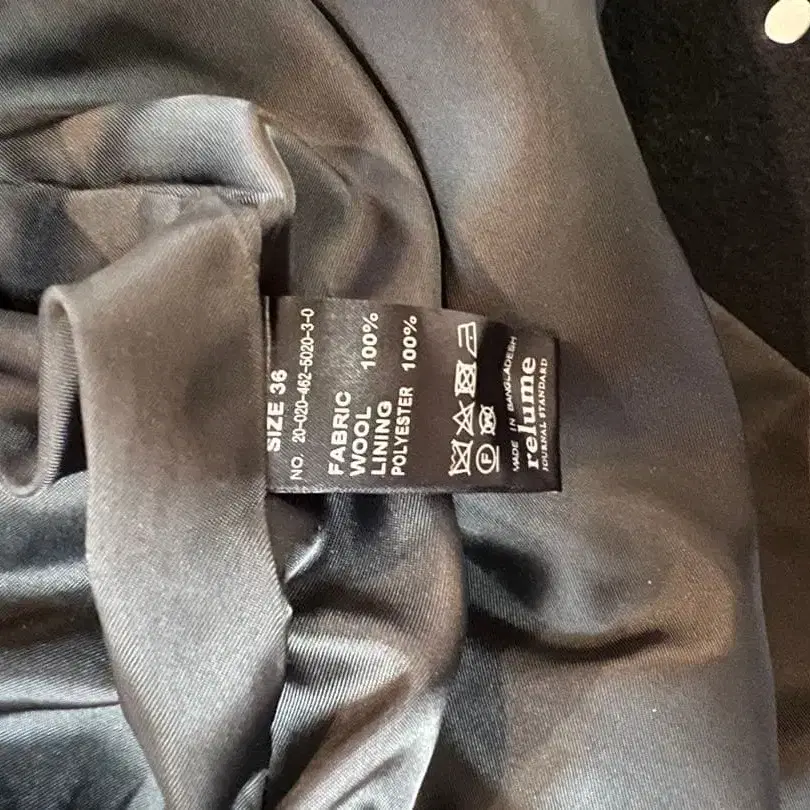 SIZE 36
NO. 20-020-462-5020-3-0
FABRIC
WOOL 100%
LINING
POLYESTER 100%
F
MADE IN BANGLADESH
relume
JOURNAL STANDARD